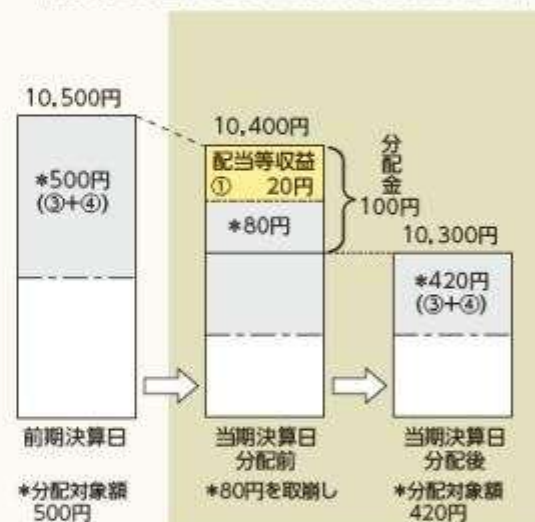 10,500円
*500円
(③+④)
前期決算日
*分配対象額
500円
10,400円
配当等収益
① 20円
*80円
分配金
100円
当期決算日
分配前
*80円を取崩し
10,300円
*420円
(③+④)
当期決算日
分配後
*分配対象額
420円